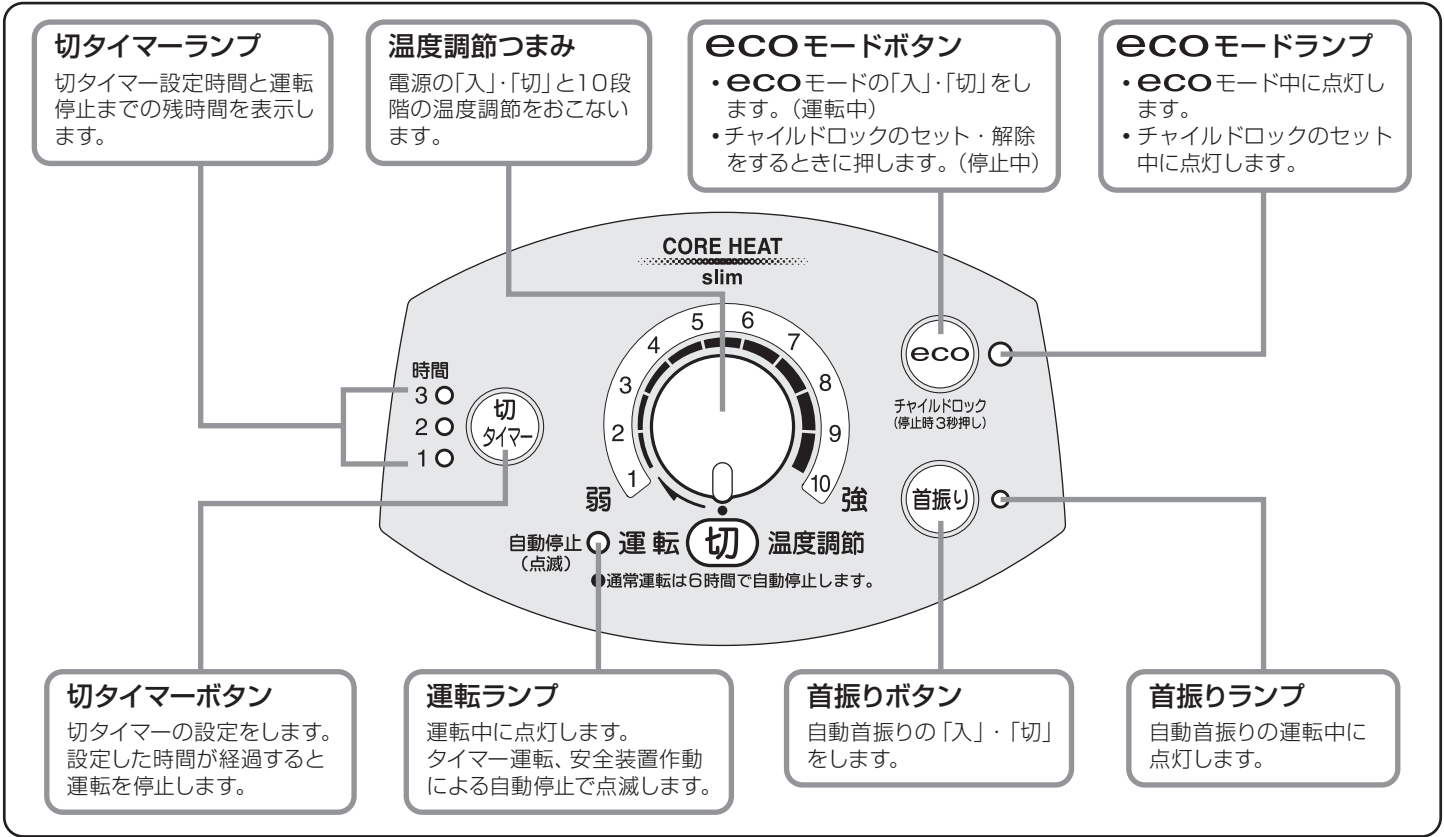 切タイマーランプ
切タイマー設定時間と運転
停止までの残時間を表示し
ます。
温度調節つまみ
電源の「入」・「切」と10段
階の温度調節をおこない
ます。
ecoモードボタン
・ecoモードの「入」・「切」をし
ます。(運転中)
・チャイルドロックのセット・解除
をするときに押します。(停止中)
ecoモードランプ
・ecoモード中に点灯し
ます。
・チャイルドロックのセット
中に点灯します。
CORE HEAT
slim
時間
3
2
1
切
タイマー
1
2
3
4
5
6
7
8
9
10
弱
強
eco
チャイルドロック
(停止時3秒押し)
首振り
自動停止
(点滅)
運転
切
温度調節
●通常運転は6時間で自動停止します。
切タイマーボタン
切タイマーの設定をします。
設定した時間が経過すると
運転を停止します。
運転ランプ
運転中に点灯します。
タイマー運転、安全装置作動
による自動停止で点滅します。
首振りボタン
自動首振りの「入」・「切」
をします。
首振りランプ
自動首振りの運転中に
点灯します。